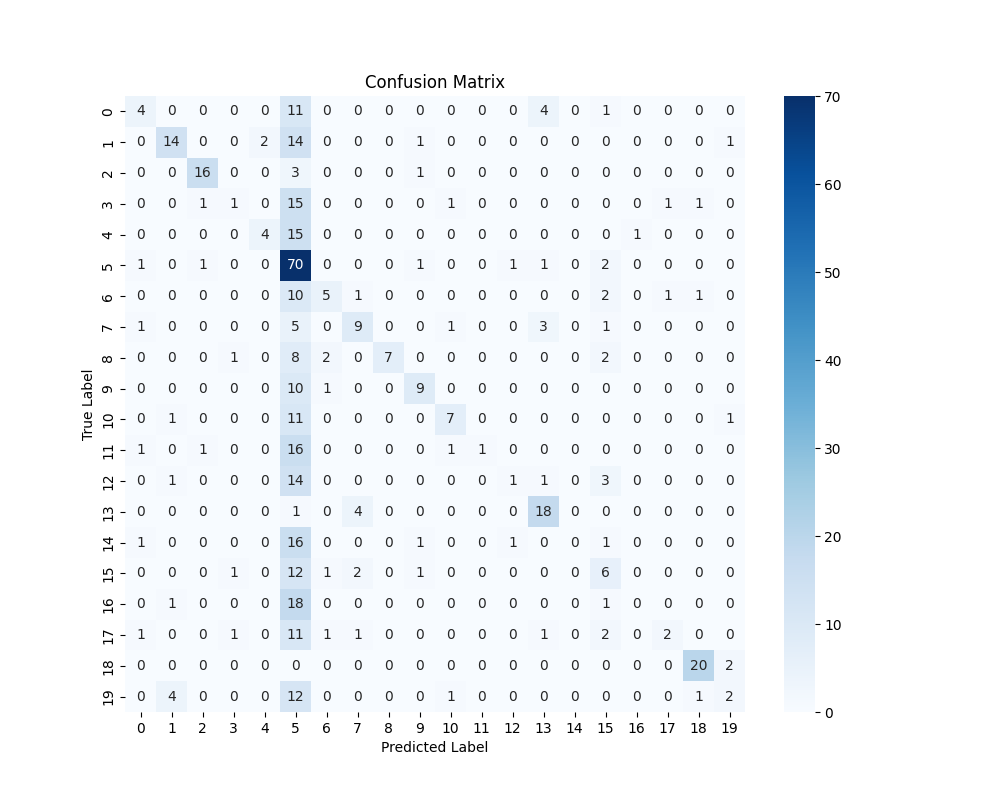 Confusion Matrix
0 4 0 0 0 0 11 0 0 0 0 0 0 0 4 0 1 0 0 0 0 70
1 0 14 0 0 2 14 0 0 0 1 0 0 0 0 0 0 0 0 0 1
2 0 0 16 0 0 3 0 0 0 1 0 0 0 0 0 0 0 0 0 0 60
3 0 0 1 1 0 15 0 0 0 0 1 0 0 0 0 0 0 1 1 0
4 0 0 0 0 4 15 0 0 0 0 0 0 0 0 0 0 1 0 0 0
5 1 0 1 0 0 70 0 0 0 1 0 0 1 1 0 2 0 0 0 0 50
6 0 0 0 0 0 10 5 1 0 0 0 0 0 0 0 2 0 1 1 0
7 1 0 0 0 0 5 0 9 0 0 1 0 0 3 0 1 0 0 0 0
8 0 0 0 1 0 8 2 0 7 0 0 0 0 0 0 2 0 0 0 0 40
9 0 0 0 0 0 10 1 0 0 9 0 0 0 0 0 0 0 0 0 0
True Label
10 0 1 0 0 0 11 0 0 0 0 7 0 0 0 0 0 0 0 0 1
11 1 0 1 0 0 16 0 0 0 0 1 1 0 0 0 0 0 0 0 0 30
12 0 1 0 0 0 14 0 0 0 0 0 0 1 1 0 3 0 0 0 0
13 0 0 0 0 0 1 0 4 0 0 0 0 0 18 0 0 0 0 0 0 20
14 1 0 0 0 0 16 0 0 0 1 0 0 1 0 0 1 0 0 0 0
15 0 0 0 1 0 12 1 2 0 1 0 0 0 0 0 6 0 0 0 0
16 0 1 0 0 0 18 0 0 0 0 0 0 0 0 0 1 0 0 0 0 10
17 1 0 0 1 0 11 1 1 0 0 0 0 0 1 0 2 0 2 0 0
18 0 0 0 0 0 0 0 0 0 0 0 0 0 0 0 0 0 0 20 2
19 0 4 0 0 0 12 0 0 0 0 1 0 0 0 0 0 0 0 1 2 0
0 1 2 3 4 5 6 7 8 9 10 11 12 13 14 15 16 17 18 19
Predicted Label